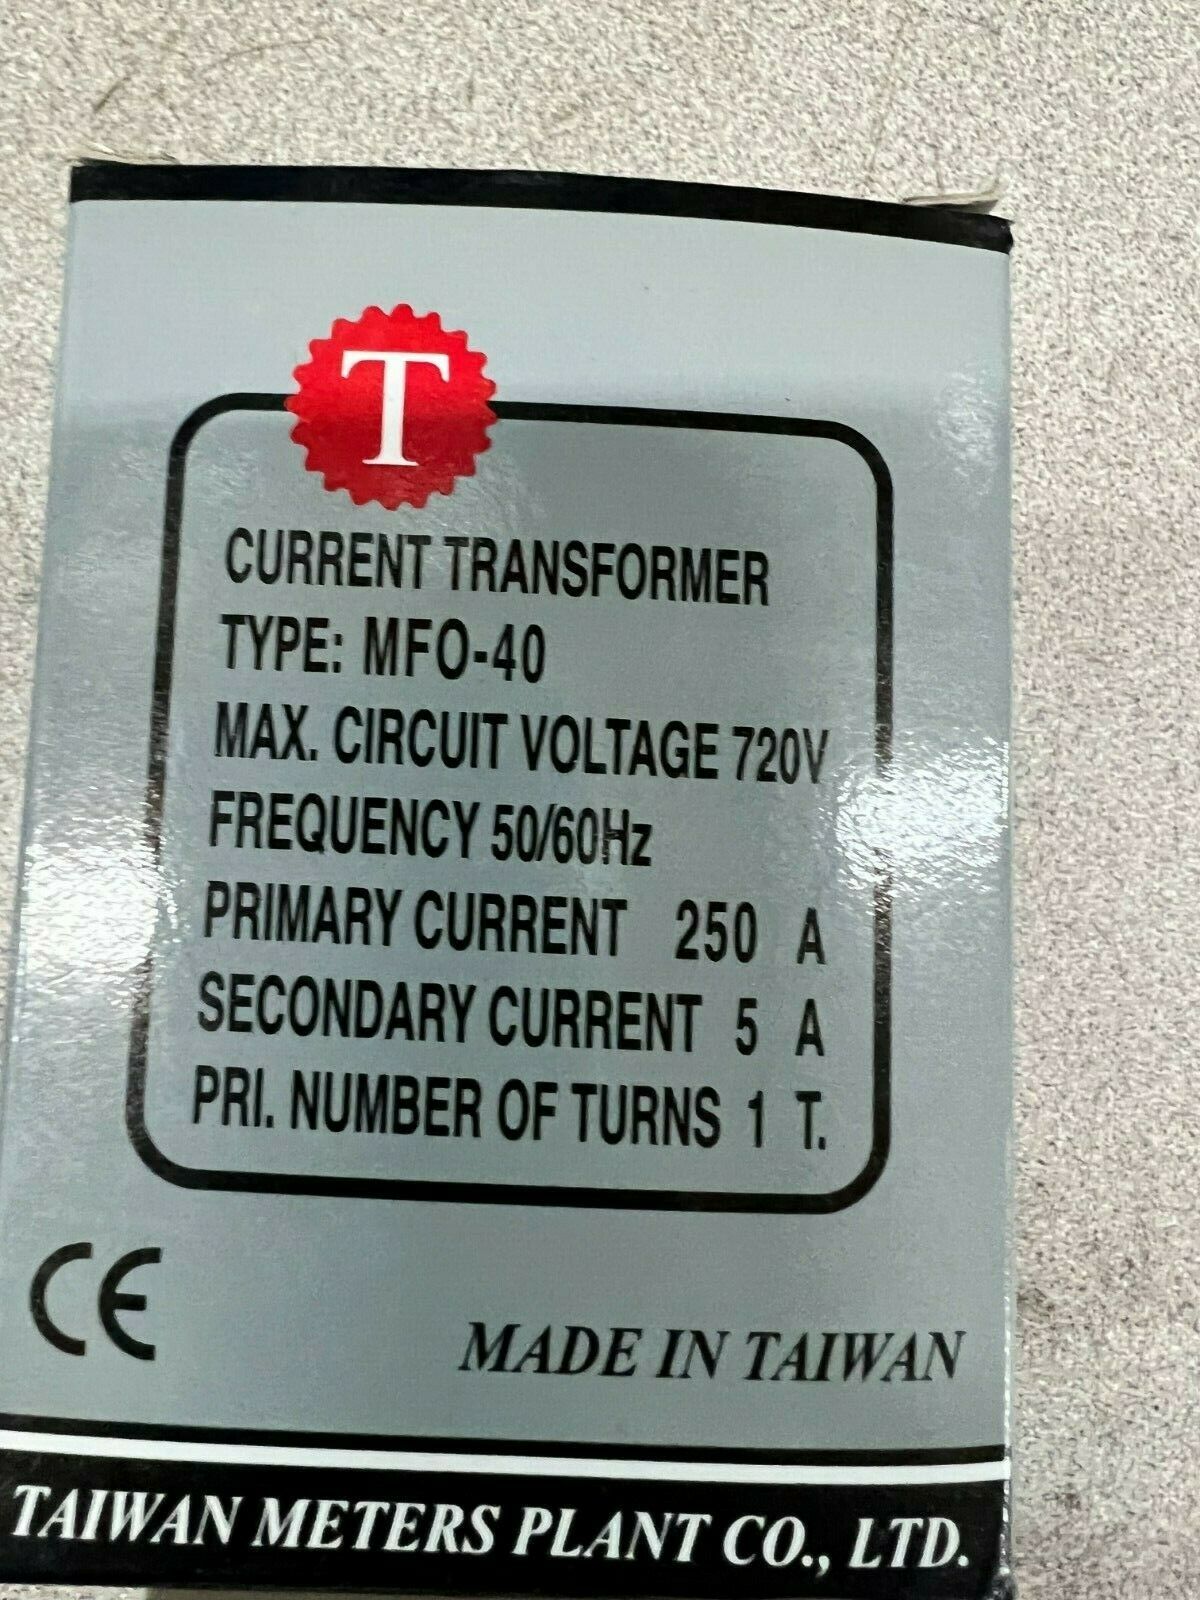 T
CURRENT TRANSFORMER
TYPE: MFO-40
MAX. CIRCUIT VOLTAGE 720V
FREQUENCY 50/60Hz
PRIMARY CURRENT 250 A
SECONDARY CURRENT 5 A
PRI. NUMBER OF TURNS 1 T.
CE
MADE IN TAIWAN
TAIWAN METERS PLANT CO., LTD.